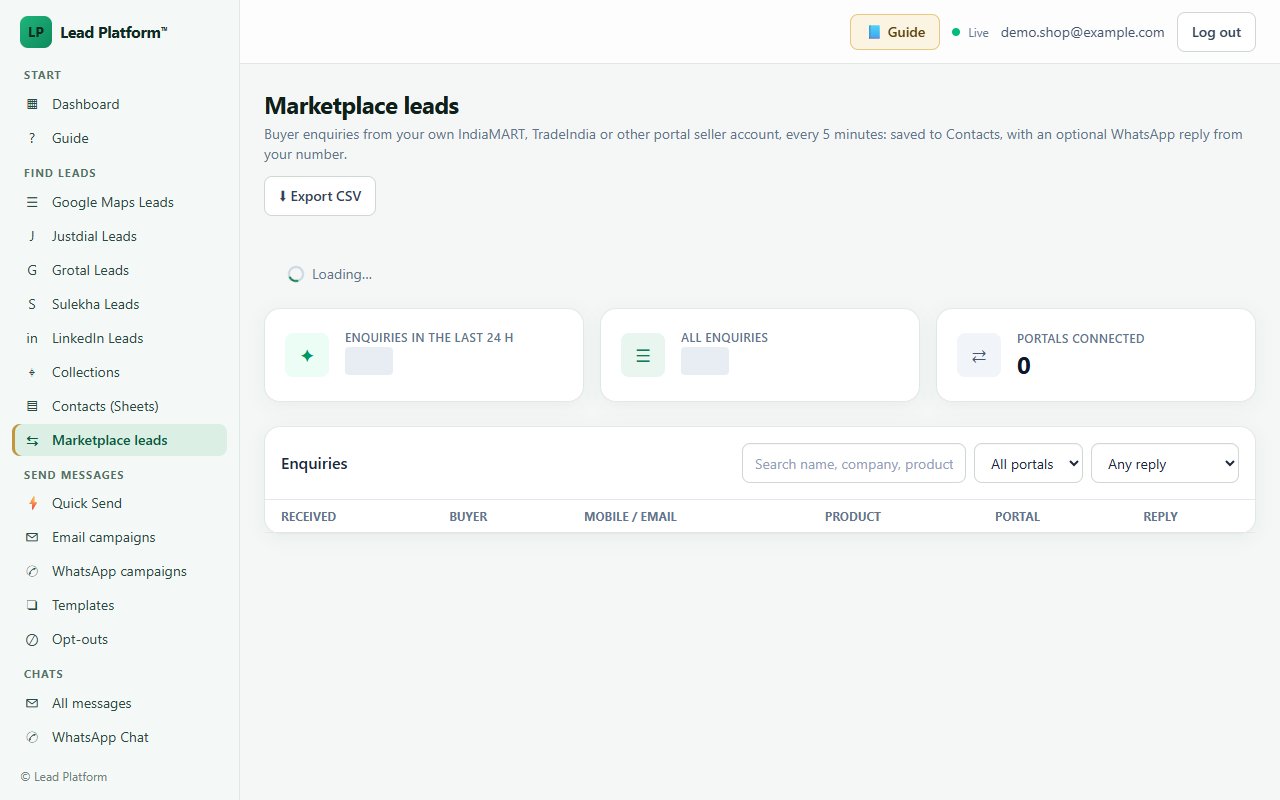 LP Lead Platform™
START
Dashboard
? Guide
FIND LEADS
Google Maps Leads
J Justdial Leads
G Grotal Leads
S Sulekha Leads
in LinkedIn Leads
Collections
Contacts (Sheets)
Marketplace leads
SEND MESSAGES
Quick Send
Email campaigns
WhatsApp campaigns
Templates
Opt-outs
CHATS
All messages
WhatsApp Chat
© Lead Platform
Guide
Live
demo.shop@example.com
Log out
Marketplace leads
Buyer enquiries from your own IndiaMART, TradeIndia or other portal seller account, every 5 minutes: saved to Contacts, with an optional WhatsApp reply from
your number.
⬇ Export CSV
Loading...
ENQUIRIES IN THE LAST 24 H
ALL ENQUIRIES
PORTALS CONNECTED
0
Enquiries
Search name, company, product
All portals
Any reply
RECEIVED BUYER MOBILE / EMAIL PRODUCT PORTAL REPLY